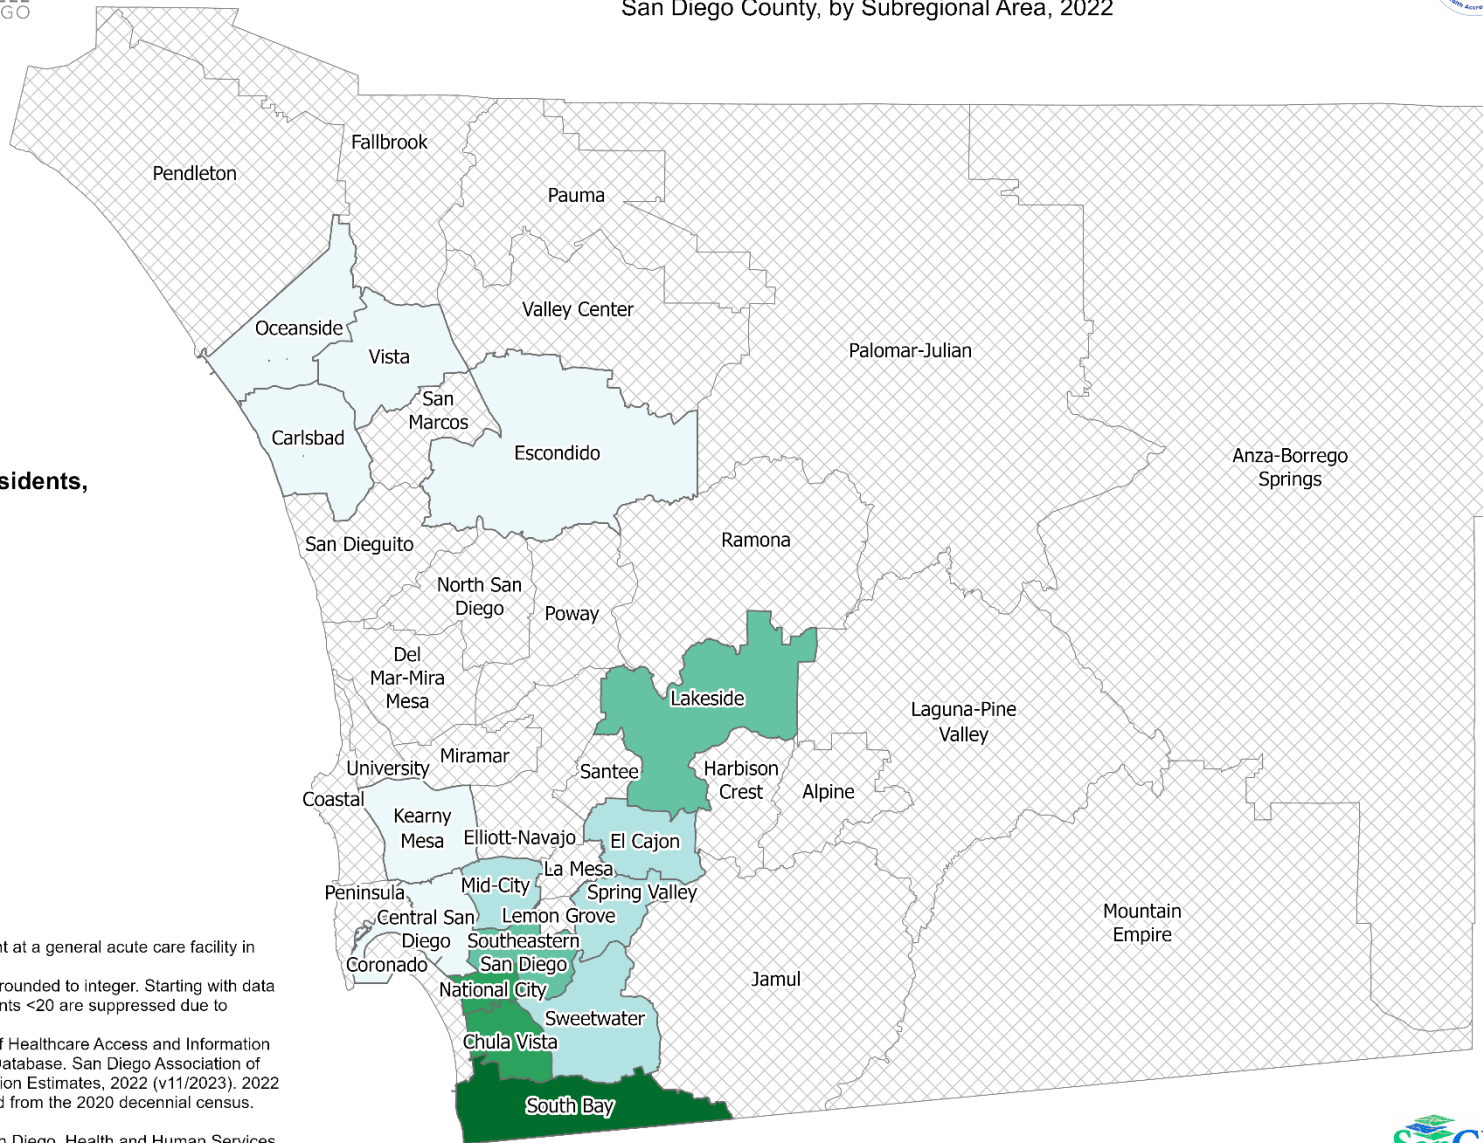 GO
San Diego County, by Subregional Area, 2022
Fallbrook
Pendleton
Pauma
Valley Center
Oceanside
Vista
Palomar-Julian
San
Marcos
Carlsbad
Escondido
Anza-Borrego
Springs
sidents,
San Dieguito
Ramona
North San
Diego
Poway
Del
Mar-Mira
Mesa
Lakeside
Laguna-Pine
Valley
Miramar
University
Santee
Harbison
Crest
Alpine
Coastal
Kearny
Mesa
Elliott-Navajo
El Cajon
La Mesa
Mid-City
Spring Valley
Peninsula
Central San
Diego
Lemon Grove
Mountain
Empire
Southeastern
San Diego
Coronado
Jamul
National City
Sweetwater
Chula Vista
South Bay
nt at a general acute care facility in
rounded to integer. Starting with data
nts <20 are suppressed due to
f Healthcare Access and Information
Database. San Diego Association of
ion Estimates, 2022 (v11/2023). 2022
d from the 2020 decennial census.
n Diego, Health and Human Services